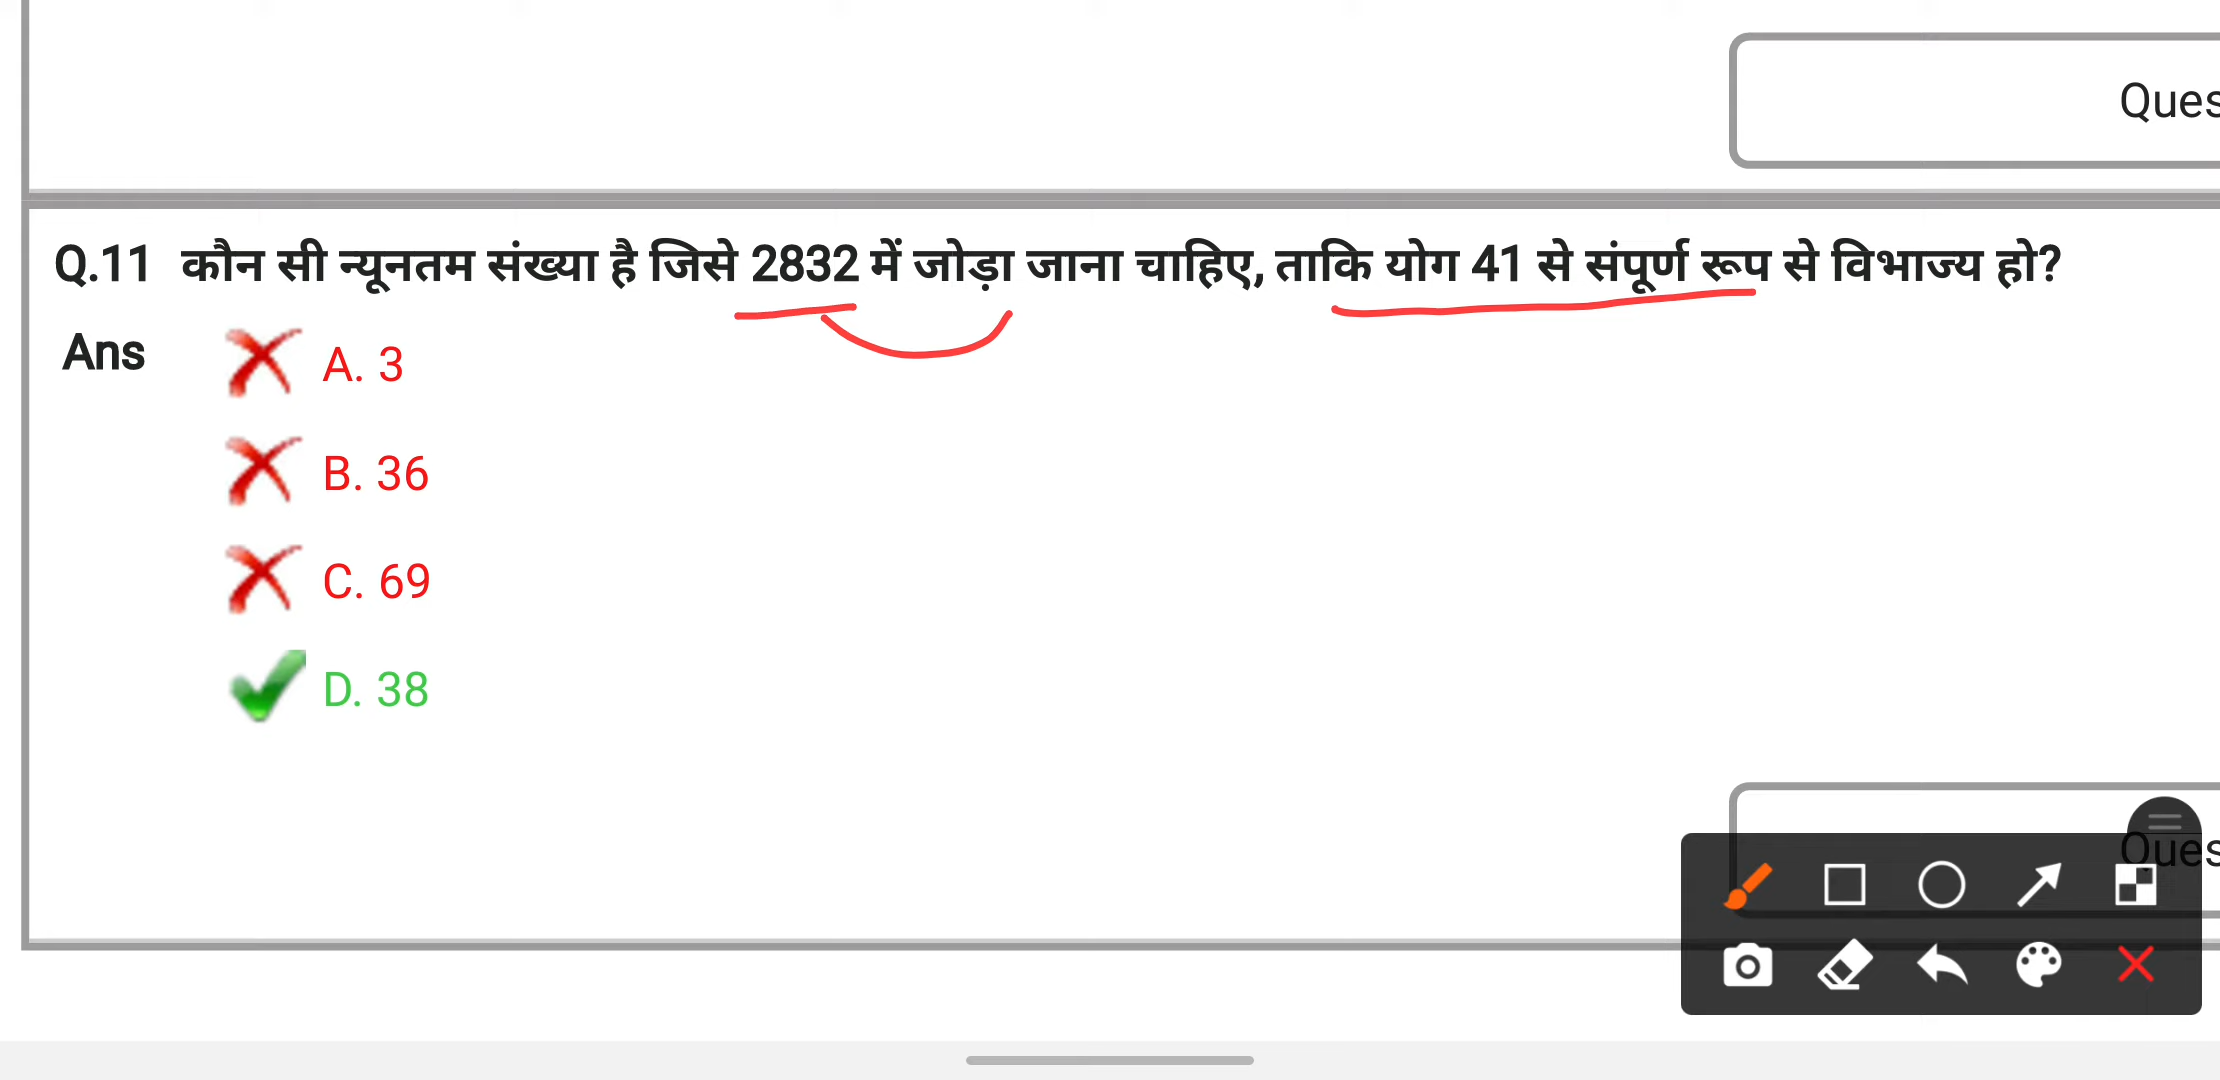 Ques
Q.11 कौन सी न्यूनतम संख्या है जिसे 2832 में जोड़ा जाना चाहिए, ताकि योग 41 से संपूर्ण रूप से विभाज्य हो?
Ans
A. 3
B. 36
C. 69
D. 38
Ques